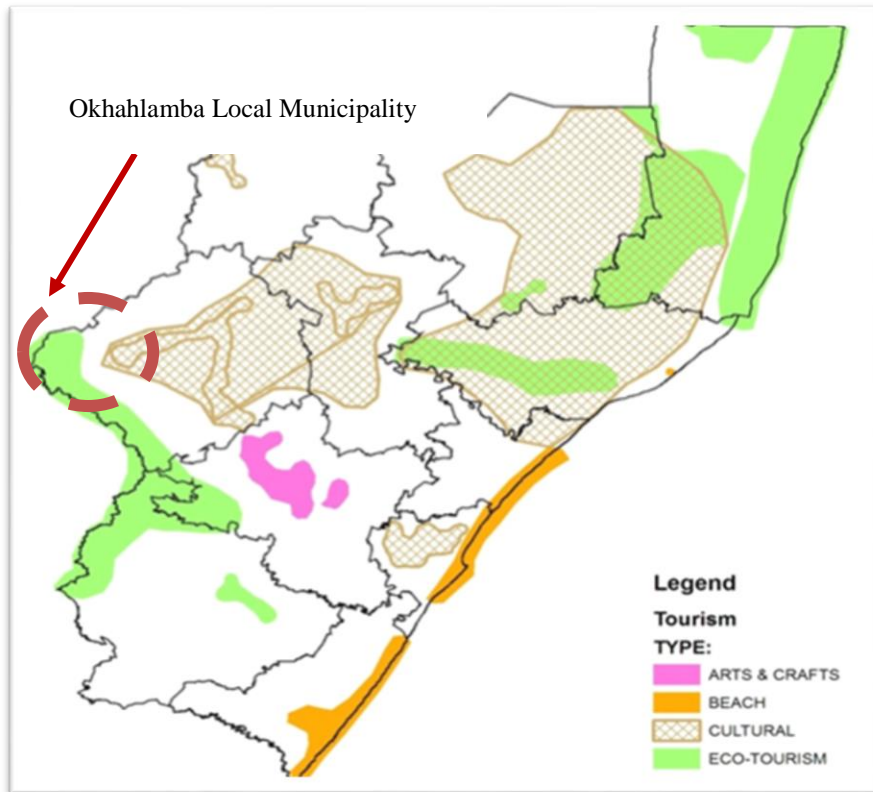 Okhahlamba Local Municipality
Legend
Tourism
TYPE:
ARTS & CRAFTS
BEACH
CULTURAL
ECO-TOURISM